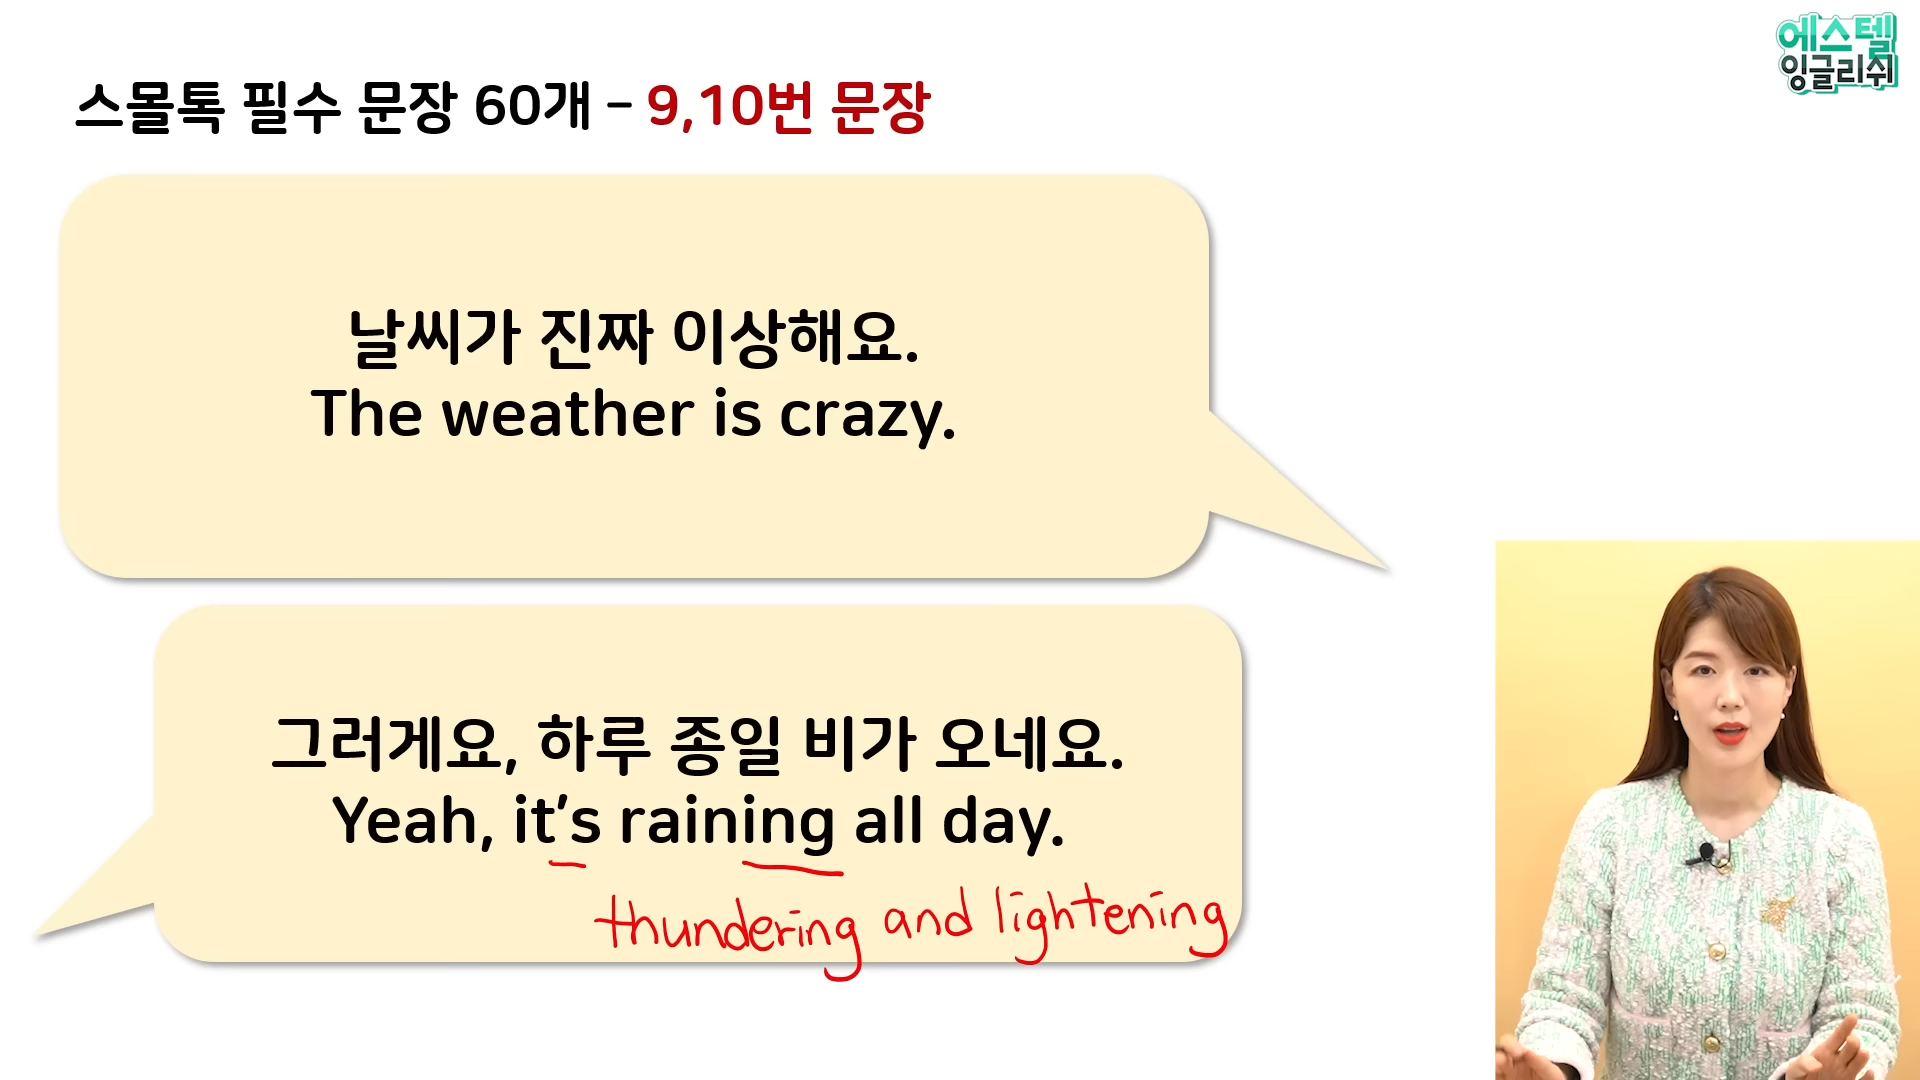 에스텔
잉글리쉬
스몰톡 필수 문장 60개 – 9,10번 문장
날씨가 진짜 이상해요.
The weather is crazy.
그러게요, 하루 종일 비가 오네요.
Yeah, it's raining all day.
thundering and lightening